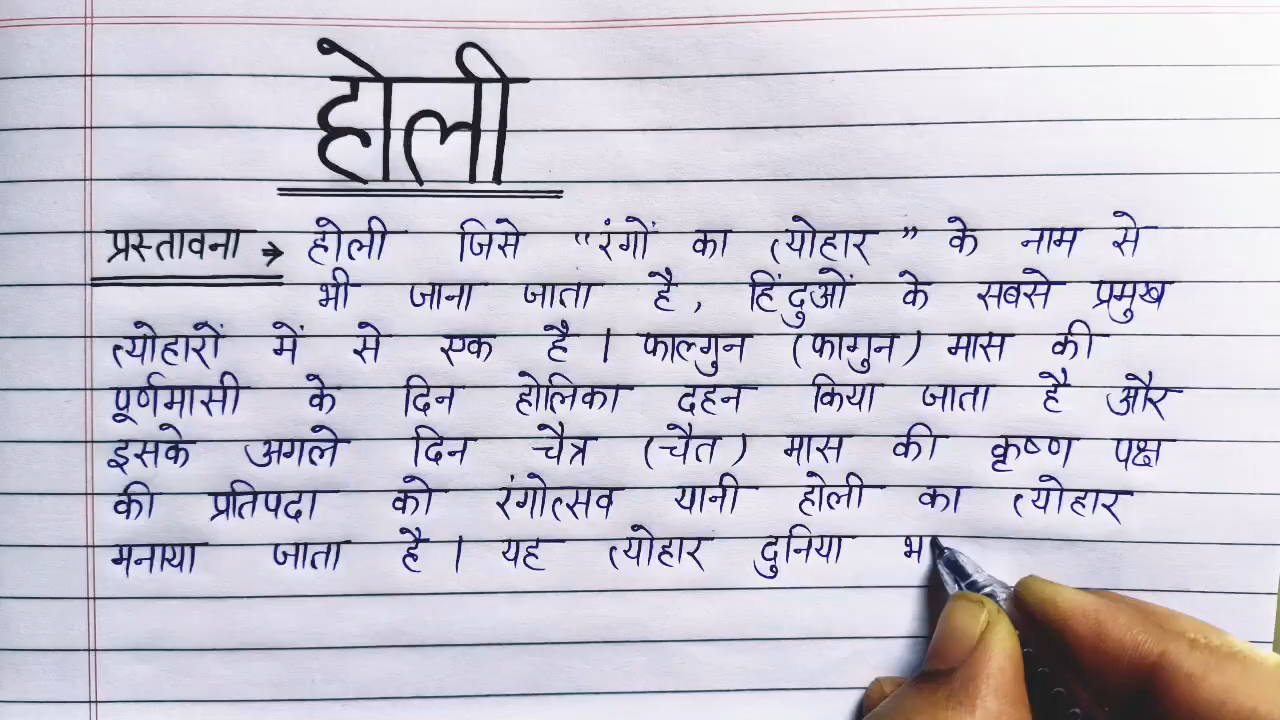 होली
प्रस्तावना → होली जिसे "रंगों का त्योहार" के नाम से
भी जाना जाता है, हिंदुओं के सबसे प्रमुख
त्योहारों में से एक है। फाल्गुन (फागुन) मास की
पूर्णमासी के दिन होलिका दहन किया जाता है और
इसके अगले दिन चैत्र (चैत) मास की कृष्ण पक्ष
की प्रतिपदा को रंगोत्सव यानी होली का त्योहार
मनाया जाता है। यह त्योहार दुनिया भ